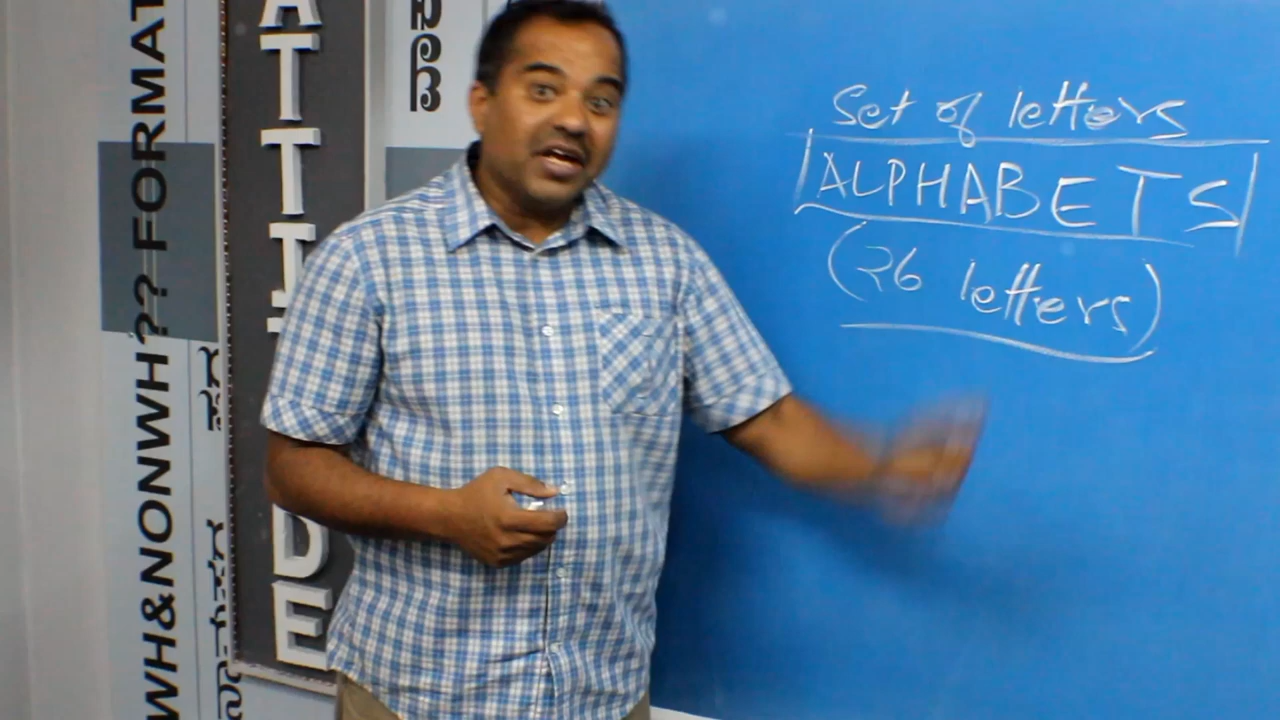 WH&NONWH?? FORMAT
ATTI DE
Set of letters
ALPHABETS
(26 letters)